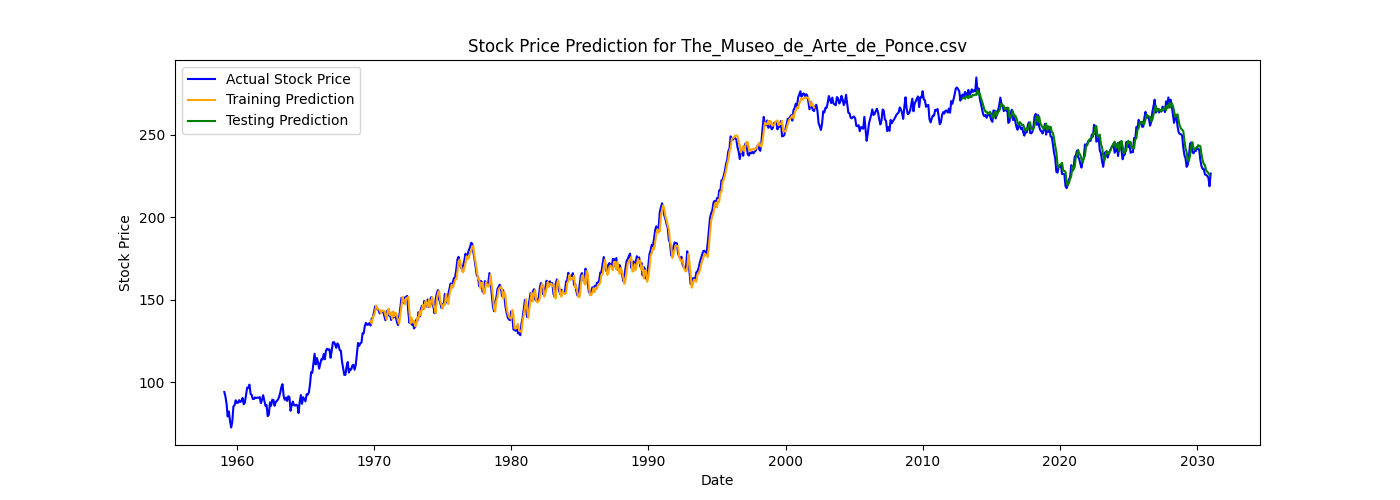 Stock Price Prediction for The_Museo_de_Arte_de_Ponce.csv
Actual Stock Price
Training Prediction
Testing Prediction
Stock Price
250
200
150
100
1960 1970 1980 1990 2000 2010 2020 2030
Date